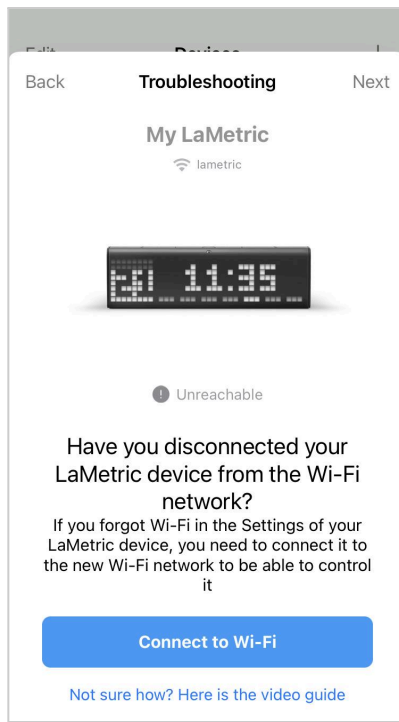 Edit Devices
Back Troubleshooting Next
My LaMetric
lametric
11:35
Unreachable
Have you disconnected your
LaMetric device from the Wi-Fi
network?
If you forgot Wi-Fi in the Settings of your
LaMetric device, you need to connect it to
the new Wi-Fi network to be able to control
it
Connect to Wi-Fi
Not sure how? Here is the video guide